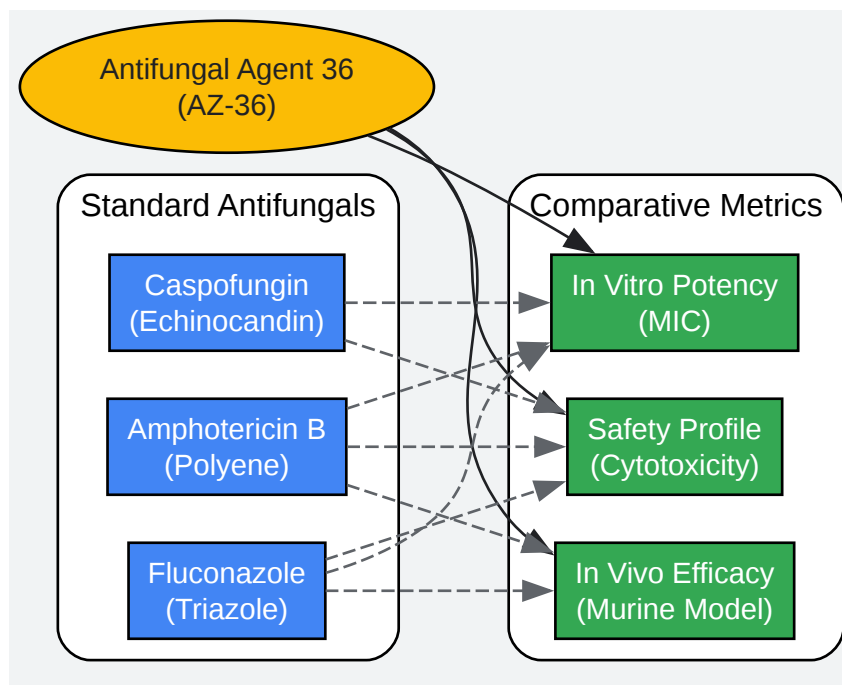 Antifungal Agent 36
(AZ-36)
Standard Antifungals
Caspofungin
(Echinocandin)
Amphotericin B
(Polyene)
Fluconazole
(Triazole)
Comparative Metrics
In Vitro Potency
(MIC)
Safety Profile
(Cytotoxicity)
In Vivo Efficacy
(Murine Model)